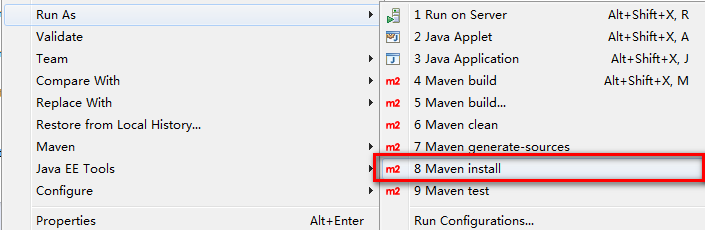 Run As
Validate
Team
Compare With
Replace With
Restore from Local History...
Maven
Java EE Tools
Configure
Properties Alt+Enter
1 Run on Server Alt+Shift+X, R
2 Java Applet Alt+Shift+X, A
3 Java Application Alt+Shift+X, J
m2 4 Maven build Alt+Shift+X, M
m2 5 Maven build...
m2 6 Maven clean
m2 7 Maven generate-sources
m2 8 Maven install
m2 9 Maven test
Run Configurations...